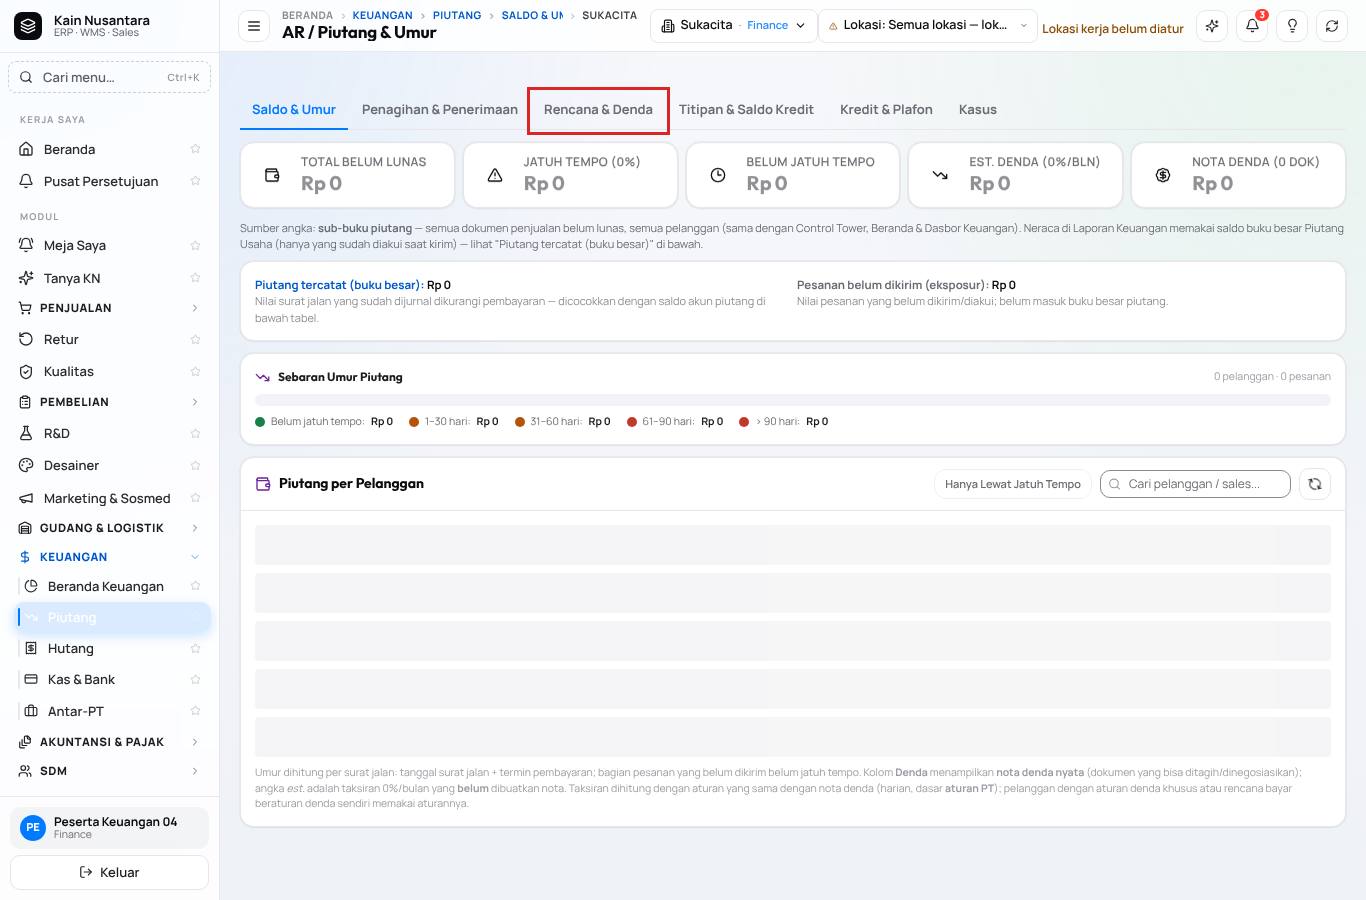 Kain Nusantara
ERP · WMS · Sales
Cari menu...
Ctrl+K
KERJA SAYA
Beranda
Pusat Persetujuan
MODUL
Meja Saya
Tanya KN
PENJUALAN
Retur
Kualitas
PEMBELIAN
R&D
Desainer
Marketing & Sosmed
GUDANG & LOGISTIK
KEUANGAN
Beranda Keuangan
Piutang
Hutang
Kas & Bank
Antar-PT
AKUNTANSI & PAJAK
SDM
PE
Peserta Keuangan 04
Finance
Keluar
BERANDA › KEUANGAN › PIUTANG › SALDO & UM › SUKACITA
AR / Piutang & Umur
Sukacita · Finance
Lokasi: Semua lokasi — lok...
Lokasi kerja belum diatur
3
Saldo & Umur
Penagihan & Penerimaan
Rencana & Denda
Titipan & Saldo Kredit
Kredit & Plafon
Kasus
TOTAL BELUM LUNAS
Rp 0
JATUH TEMPO (0%)
Rp 0
BELUM JATUH TEMPO
Rp 0
EST. DENDA (0%/BLN)
Rp 0
NOTA DENDA (0 DOK)
Rp 0
Sumber angka: sub-buku piutang — semua dokumen penjualan belum lunas, semua pelanggan (sama dengan Control Tower, Beranda & Dasbor Keuangan). Neraca di Laporan Keuangan memakai saldo buku besar Piutang
Usaha (hanya yang sudah diakui saat kirim) — lihat "Piutang tercatat (buku besar)" di bawah.
Piutang tercatat (buku besar): Rp 0
Nilai surat jalan yang sudah dijurnal dikurangi pembayaran — dicocokkan dengan saldo akun piutang di
bawah tabel.
Pesanan belum dikirim (eksposur): Rp 0
Nilai pesanan yang belum dikirim/diakui; belum masuk buku besar piutang.
Sebaran Umur Piutang
0 pelanggan · 0 pesanan
Belum jatuh tempo: Rp 0
1–30 hari: Rp 0
31–60 hari: Rp 0
61–90 hari: Rp 0
> 90 hari: Rp 0
Piutang per Pelanggan
Hanya Lewat Jatuh Tempo
Cari pelanggan / sales...
Umur dihitung per surat jalan: tanggal surat jalan + termin pembayaran; bagian pesanan yang belum dikirim belum jatuh tempo. Kolom Denda menampilkan nota denda nyata (dokumen yang bisa ditagih/dinegosiasikan);
angka est. adalah taksiran 0%/bulan yang belum dibuatkan nota. Taksiran dihitung dengan aturan yang sama dengan nota denda (harian, dasar aturan PT); pelanggan dengan aturan denda khusus atau rencana bayar
beraturan denda sendiri memakai aturannya.